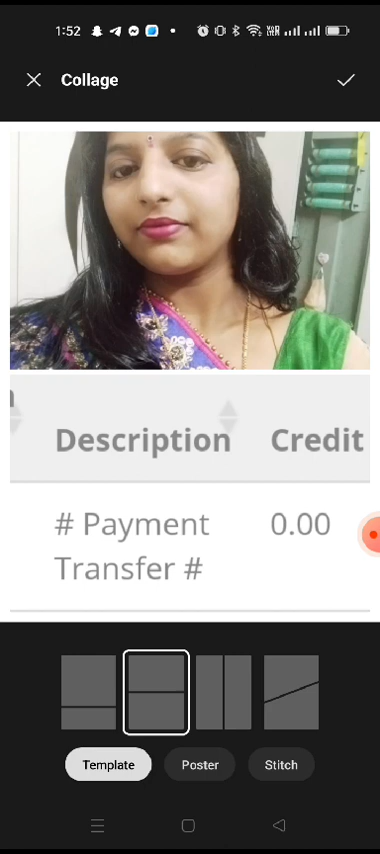 1:52
Collage
Description Credit
# Payment 0.00
Transfer #
Template Poster Stitch